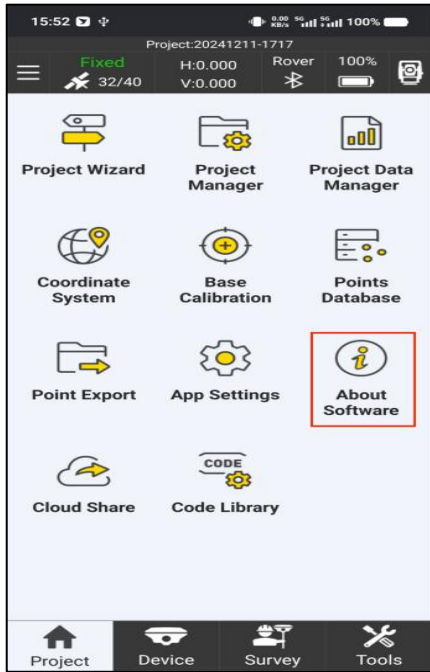 15:52 0.00 KB/s 5G 5G 100%
Project:20241211-1717
Fixed H:0.000 Rover 100%
32/40 V:0.000
Project Wizard Project Manager Project Data Manager
Coordinate System Base Calibration Points Database
Point Export App Settings i About Software
CODE
Cloud Share Code Library
Project Device Survey Tools